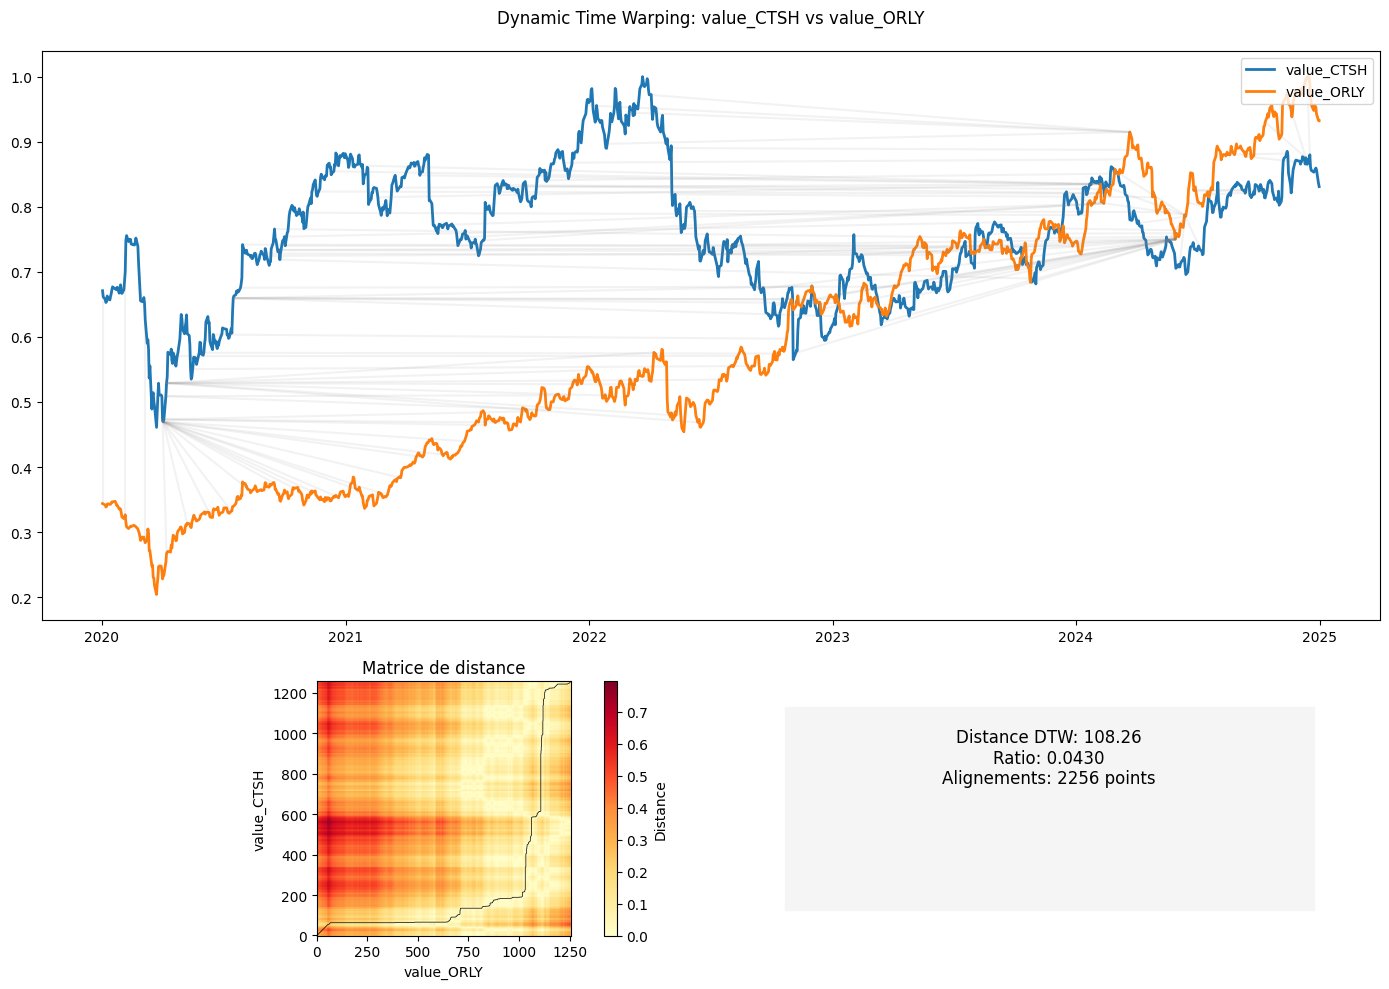 Dynamic Time Warping: value_CTSH vs value_ORLY
value_CTSH
value_ORLY
1.0
0.9
0.8
0.7
0.6
0.5
0.4
0.3
0.2
2020 2021 2022 2023 2024 2025
Matrice de distance
value_CTSH
1200
1000
800
600
400
200
0
0 250 500 750 1000 1250
value_ORLY
0.7
0.6
0.5
0.4
0.3
0.2
0.1
0.0
Distance
Distance DTW: 108.26
Ratio: 0.0430
Alignements: 2256 points